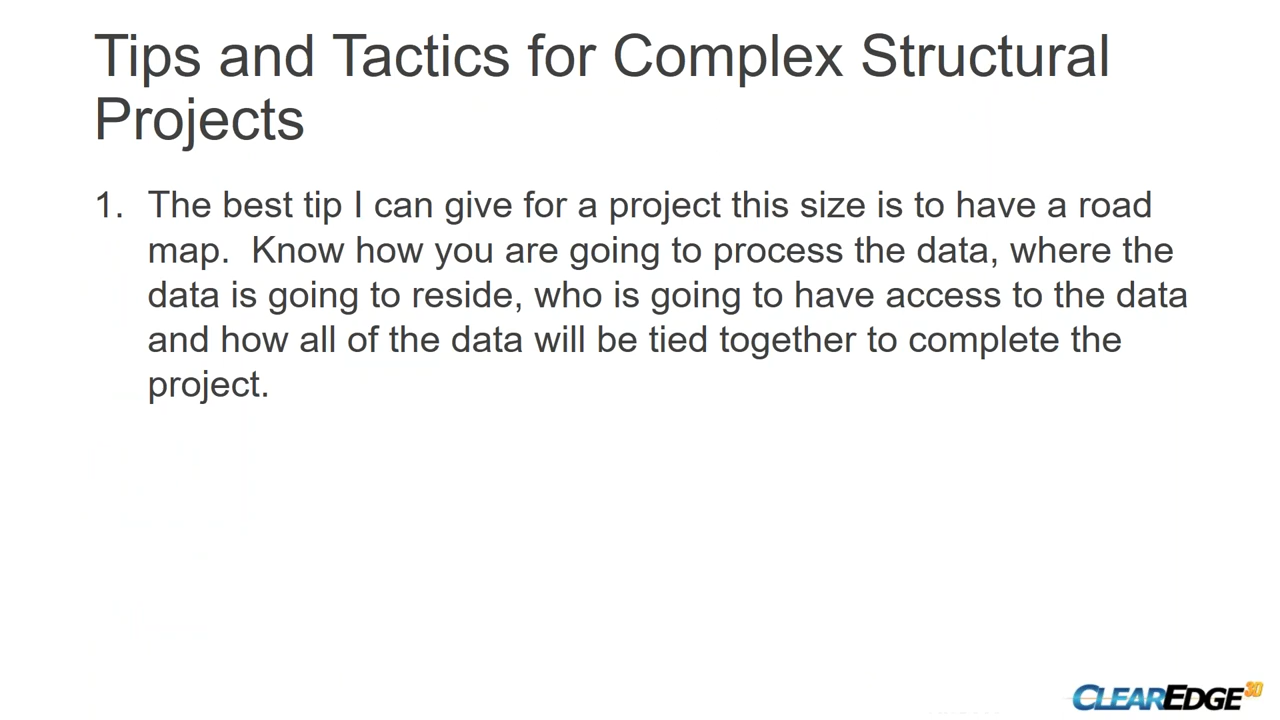 Tips and Tactics for Complex Structural
Projects
1. The best tip I can give for a project this size is to have a road
map.  Know how you are going to process the data, where the
data is going to reside, who is going to have access to the data
and how all of the data will be tied together to complete the
project.
CLEAREDGE3D